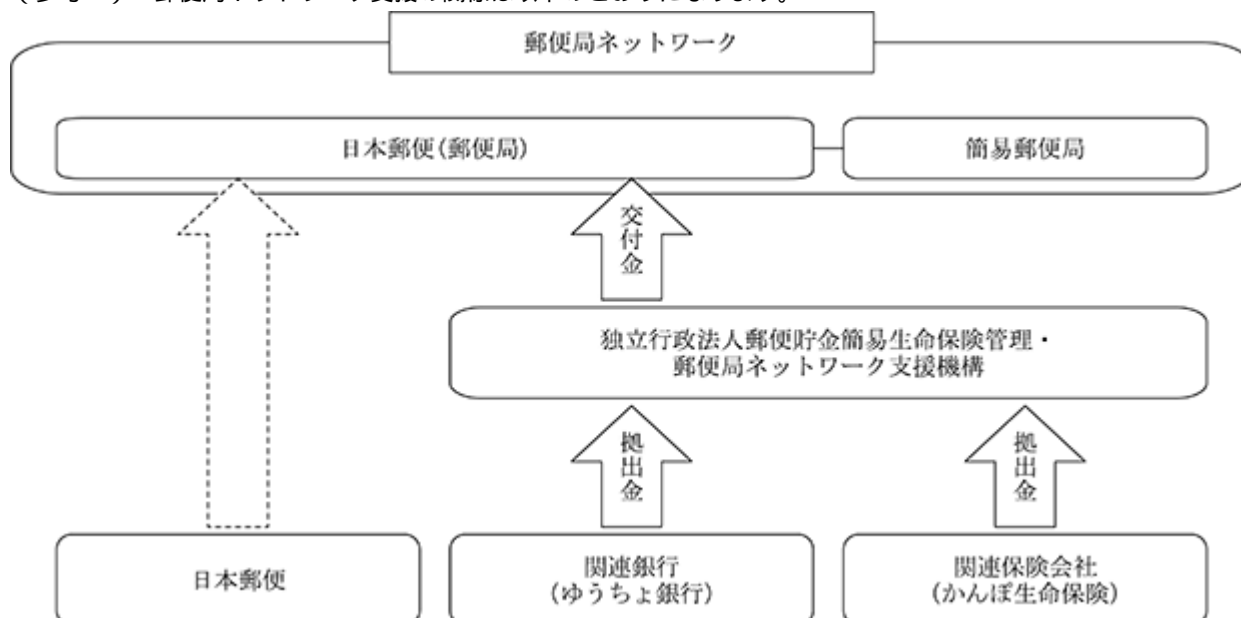 郵便局ネットワーク
日本郵便(郵便局)
簡易郵便局
交付金
独立行政法人郵便貯金簡易生命保険管理・
郵便局ネットワーク支援機構
拠出金
拠出金
日本郵便
関連銀行
(ゆうちょ銀行)
関連保険会社
(かんぽ生命保険)